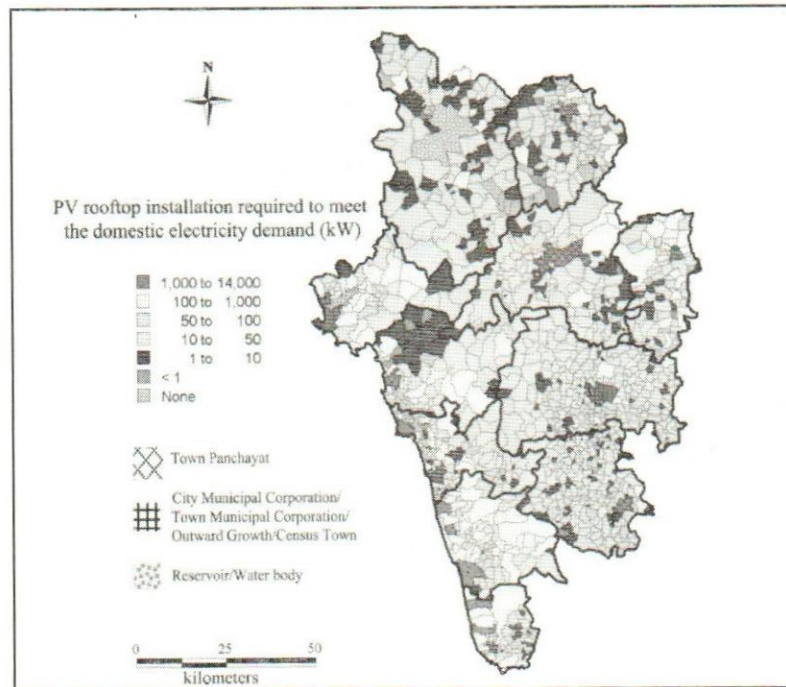 N
PV rooftop installation required to meet
the domestic electricity demand (kW)
1,000 to 14,000
100 to 1,000
50 to 100
10 to 50
1 to 10
< 1
None
Town Panchayat
City Municipal Corporation/
Town Municipal Corporation/
Outward Growth/Census Town
Reservoir/Water body
0 25 50
kilometers